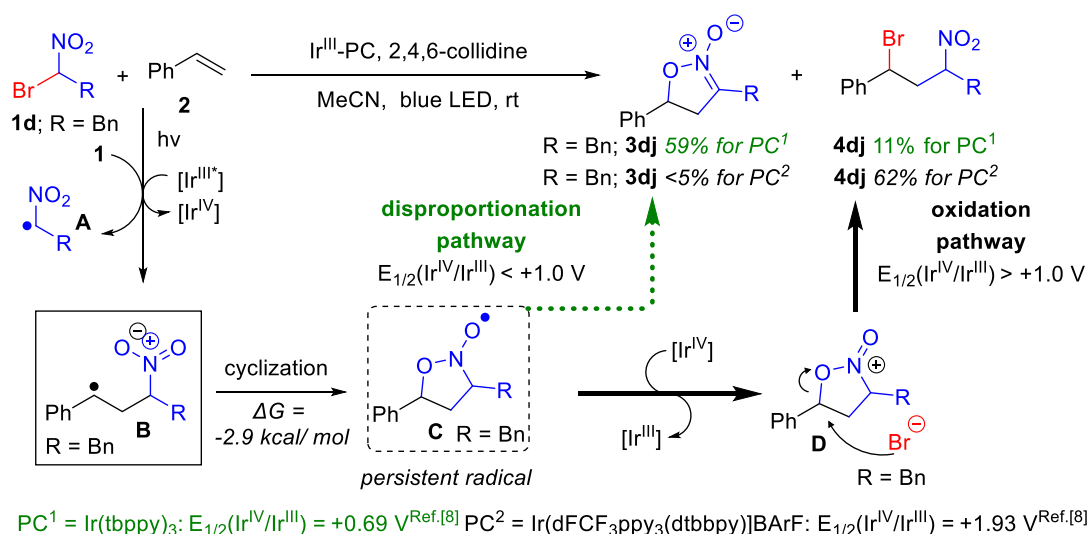 NO₂
Br
R
1d; R = Bn
+
Ph
2
Irᴵᴵᴵ-PC, 2,4,6-collidine
MeCN, blue LED, rt
O ⊖
⊕
O N
R
Ph
+
Br NO₂
Ph R
R = Bn; 3dj 59% for PC¹
R = Bn; 3dj <5% for PC²
4dj 11% for PC¹
4dj 62% for PC²
hν
1
[Irᴵᴵᴵ*]
[Irᴵⱽ]
NO₂
A
R
disproportionation
pathway
E₁/₂(Irᴵⱽ/Irᴵᴵᴵ) < +1.0 V
oxidation
pathway
E₁/₂(Irᴵⱽ/Irᴵᴵᴵ) > +1.0 V
⊖ ⊕
O N O
Ph R
B
R = Bn
cyclization
ΔG =
-2.9 kcal/ mol
O
O N
R
Ph
C R = Bn
persistent radical
[Irᴵⱽ]
[Irᴵᴵᴵ]
O
O N ⊕
R
Ph
D
Br ⊖
R = Bn
PC¹ = Ir(tbppy)₃: E₁/₂(Irᴵⱽ/Irᴵᴵᴵ) = +0.69 V Ref.[8] PC² = Ir(dFCF₃ppy₃(dtbbpy)]BArF: E₁/₂(Irᴵⱽ/Irᴵᴵᴵ) = +1.93 V Ref.[8]